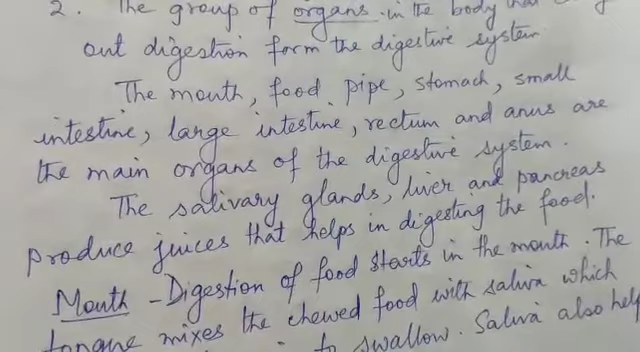 2. The group of organs in the body that
out digestion form the digestive system.
The mouth, food pipe, stomach, small
intestine, large intestine, rectum and anus are
the main organs of the digestive system.
The salivary glands, liver and pancreas
produce juices that helps in digesting the food.
Mouth - Digestion of food starts in the mouth. The
tongue mixes the chewed food with saliva which
to swallow. Saliva also help